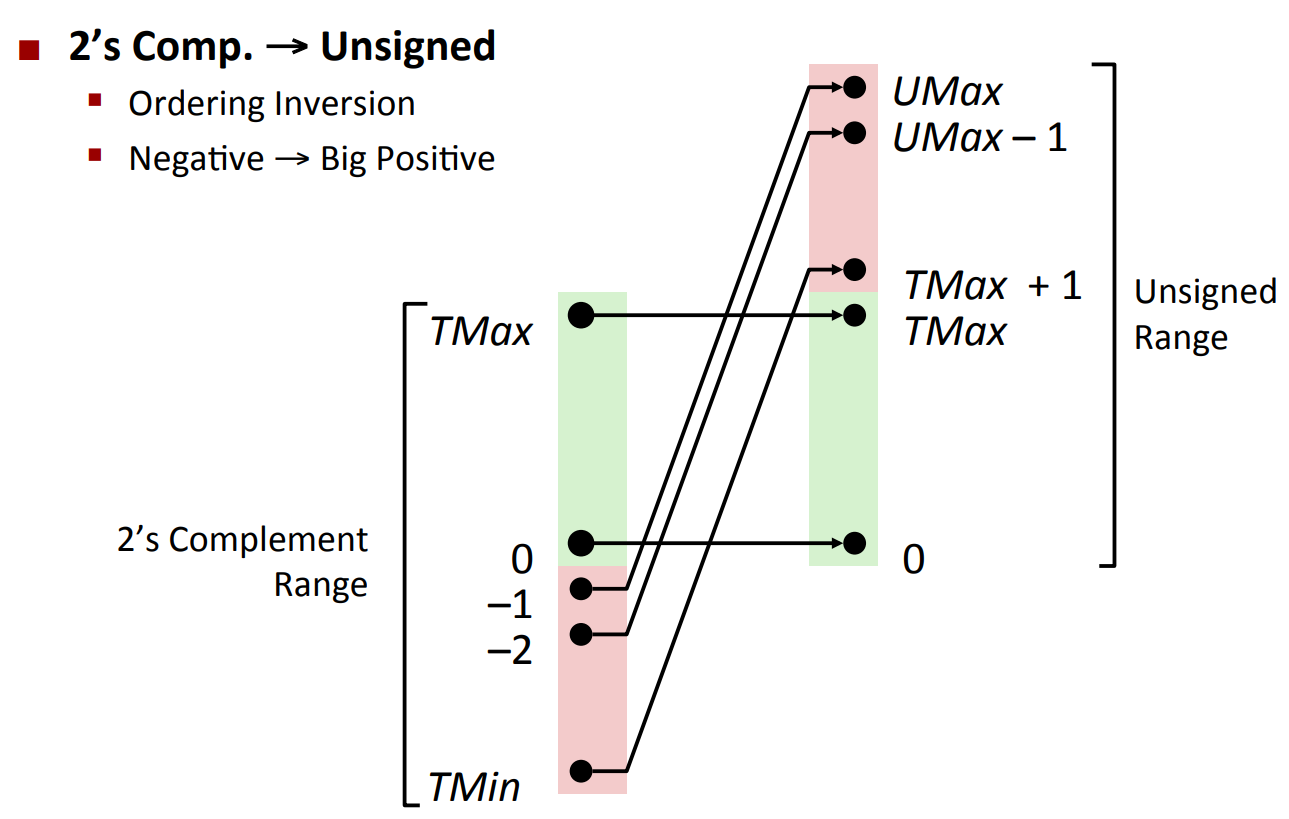 ■ 2’s Comp. → Unsigned
▪ Ordering Inversion
▪ Negative → Big Positive
UMax
UMax – 1
TMax + 1
TMax
Unsigned
Range
0
TMax
2’s Complement
Range
0
–1
–2
TMin